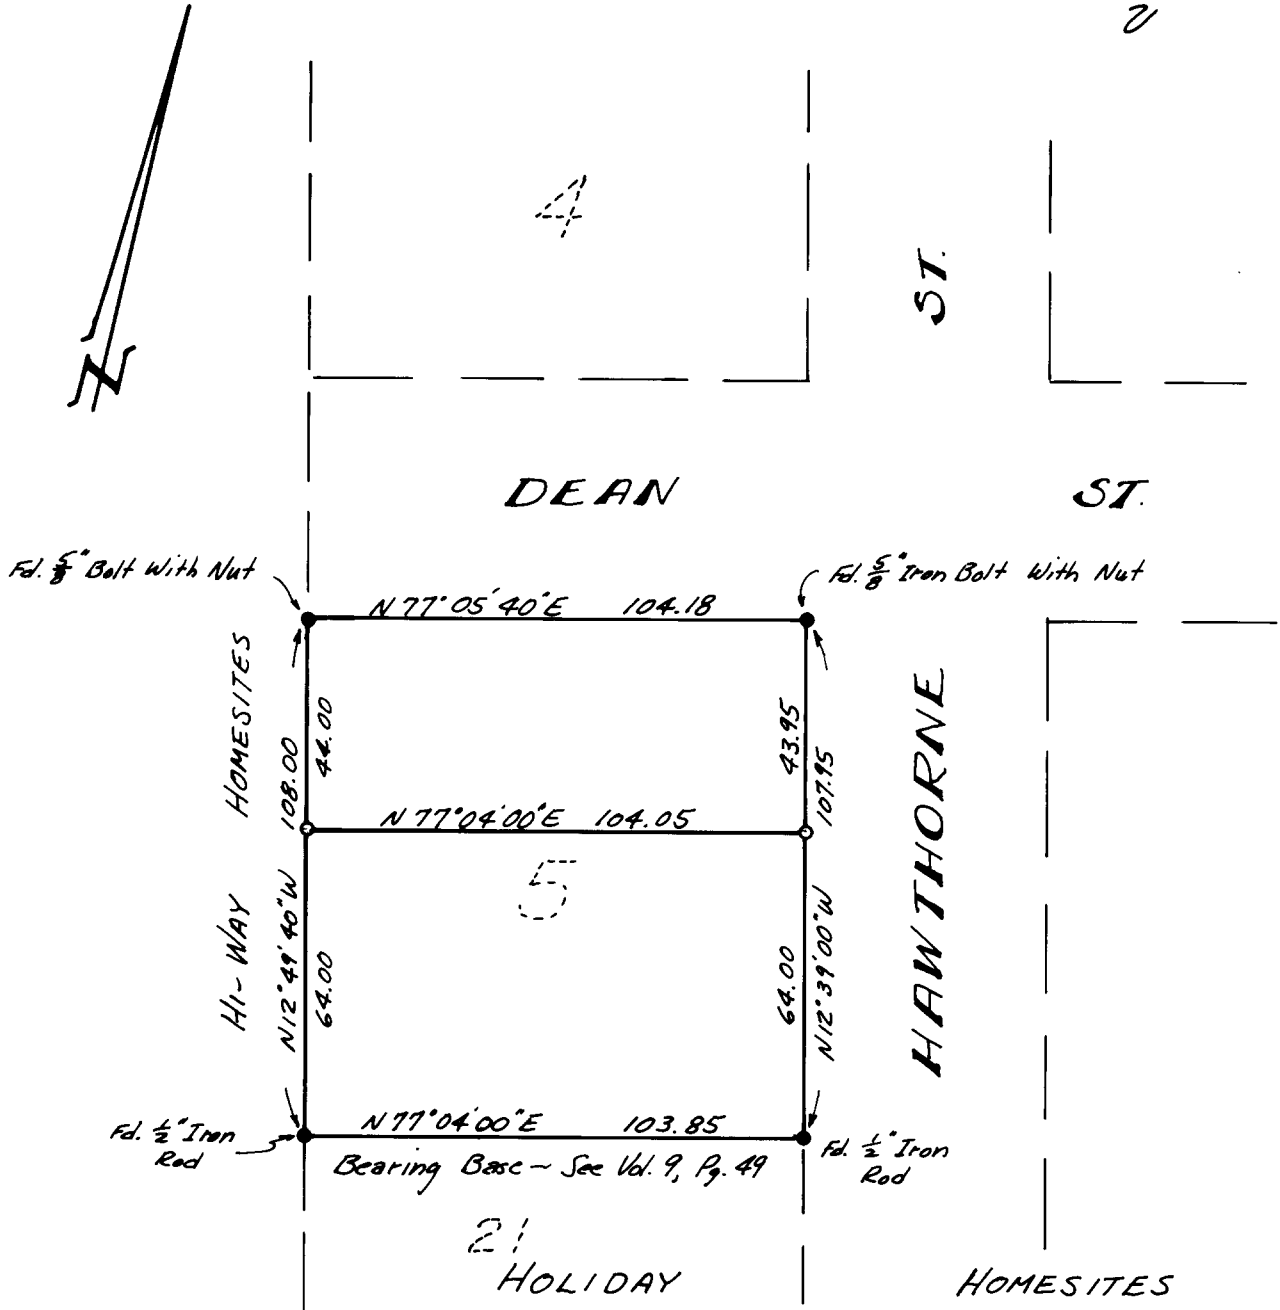 4
ST.
DEAN
ST.
Fd. 5/8" Bolt With Nut
Fd. 5/8" Iron Bolt With Nut
N 77° 05' 40" E 104.18
HI-WAY HOMESITES
108.00
44.00
43.95
107.95
HAWTHORNE
N 77° 04' 00" E 104.05
5
N 12° 49' 40" W
64.00
64.00
N 12° 39' 00" W
N 77° 04' 00" E 103.85
Fd. 1/2" Iron
Rod
Fd. 1/2" Iron
Rod
Bearing Base ~ See Vol. 9, Pg. 49
21
HOLIDAY HOMESITES